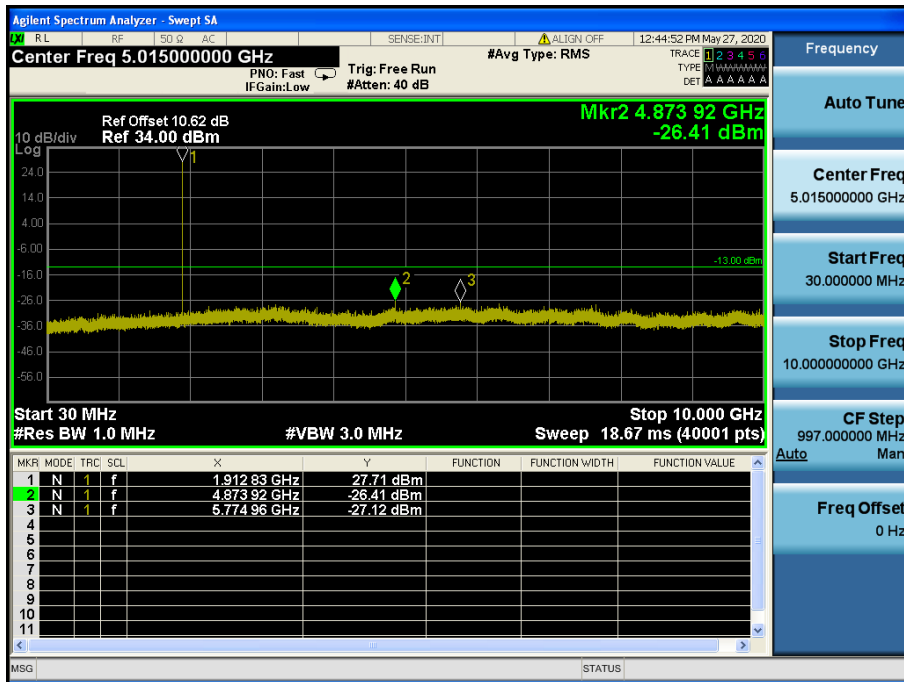 Agilent Spectrum Analyzer - Swept SA
LXI RL RF 50 Ω AC SENSE:INT ALIGN OFF 12:44:52 PM May 27, 2020
Center Freq 5.015000000 GHz #Avg Type: RMS TRACE 1 2 3 4 5 6
PNO: Fast Trig: Free Run TYPE M WWWWW
IFGain:Low #Atten: 40 dB DET A A A A A A
Mkr2 4.873 92 GHz
-26.41 dBm
Ref Offset 10.62 dB
10 dB/div Ref 34.00 dBm
Log
1
24.0
14.0
4.00
-6.00
-13.00 dBm
-16.0
2 3
-26.0
-36.0
-46.0
-56.0
Start 30 MHz Stop 10.000 GHz
#Res BW 1.0 MHz #VBW 3.0 MHz Sweep 18.67 ms (40001 pts)
MKR MODE TRC SCL X Y FUNCTION FUNCTION WIDTH FUNCTION VALUE
1 N 1 f 1.912 83 GHz 27.71 dBm
2 N 1 f 4.873 92 GHz -26.41 dBm
3 N 1 f 5.774 96 GHz -27.12 dBm
4
5
6
7
8
9
10
11
MSG STATUS
Frequency
Auto Tune
Center Freq
5.015000000 GHz
Start Freq
30.000000 MHz
Stop Freq
10.000000000 GHz
CF Step
997.000000 MHz
Auto Man
Freq Offset
0 Hz